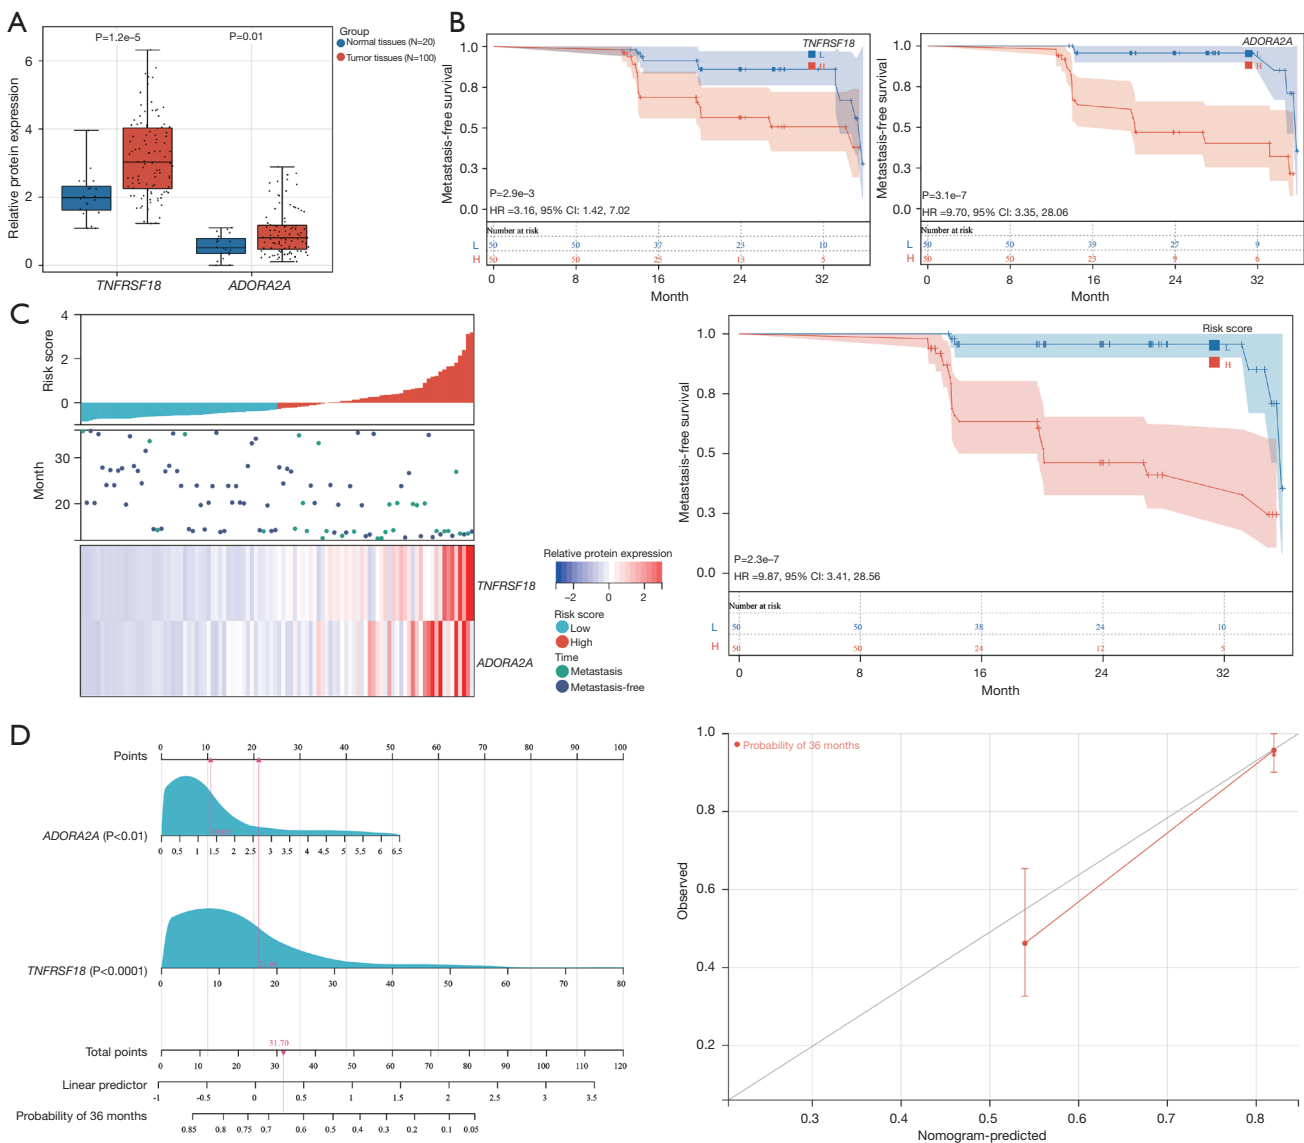 A
P=1.2e-5
P=0.01
Group
Normal tissues (N=20)
Tumor tissues (N=100)
Relative protein expression
6
4
2
0
TNFRSF18 ADORA2A
B
TNFRSF18
L
H
Metastasis-free survival
1.0
0.8
0.5
0.3
0.0
P=2.9e-3
HR =3.16, 95% CI: 1.42, 7.02
Number at risk
L 50 50 37 23 10
H 50 50 25 13 5
0 8 16 24 32
Month
ADORA2A
L
H
Metastasis-free survival
1.0
0.8
0.5
0.3
0.0
P=3.1e-7
HR =9.70, 95% CI: 3.35, 28.06
Number at risk
L 50 50 39 27 9
H 50 50 23 9 6
0 8 16 24 32
Month
C
Risk score
4
2
0
Month
30
20
TNFRSF18
ADORA2A
Relative protein expression
−2 0 2
Risk score
Low
High
Time
Metastasis
Metastasis-free
Risk score
L
H
Metastasis-free survival
1.0
0.8
0.5
0.3
0.0
P=2.3e-7
HR =9.87, 95% CI: 3.41, 28.56
Number at risk
L 50 50 38 24 10
H 50 50 24 12 5
0 8 16 24 32
Month
D
Points 0 10 20 30 40 50 60 70 80 90 100
ADORA2A (P<0.01)
0 0.5 1 1.5 2 2.5 3 3.5 4 4.5 5 5.5 6 6.5
TNFRSF18 (P<0.0001)
0 10 20 30 40 50 60 70 80
31.70
Total points
0 10 20 30 40 50 60 70 80 90 100 110 120
Linear predictor
-1 -0.5 0 0.5 1 1.5 2 2.5 3 3.5
Probability of 36 months
0.85 0.8 0.75 0.7 0.6 0.5 0.4 0.3 0.2 0.1 0.05
Probability of 36 months
Observed
1.0
0.8
0.6
0.4
0.2
0.3 0.4 0.5 0.6 0.7 0.8
Nomogram-predicted